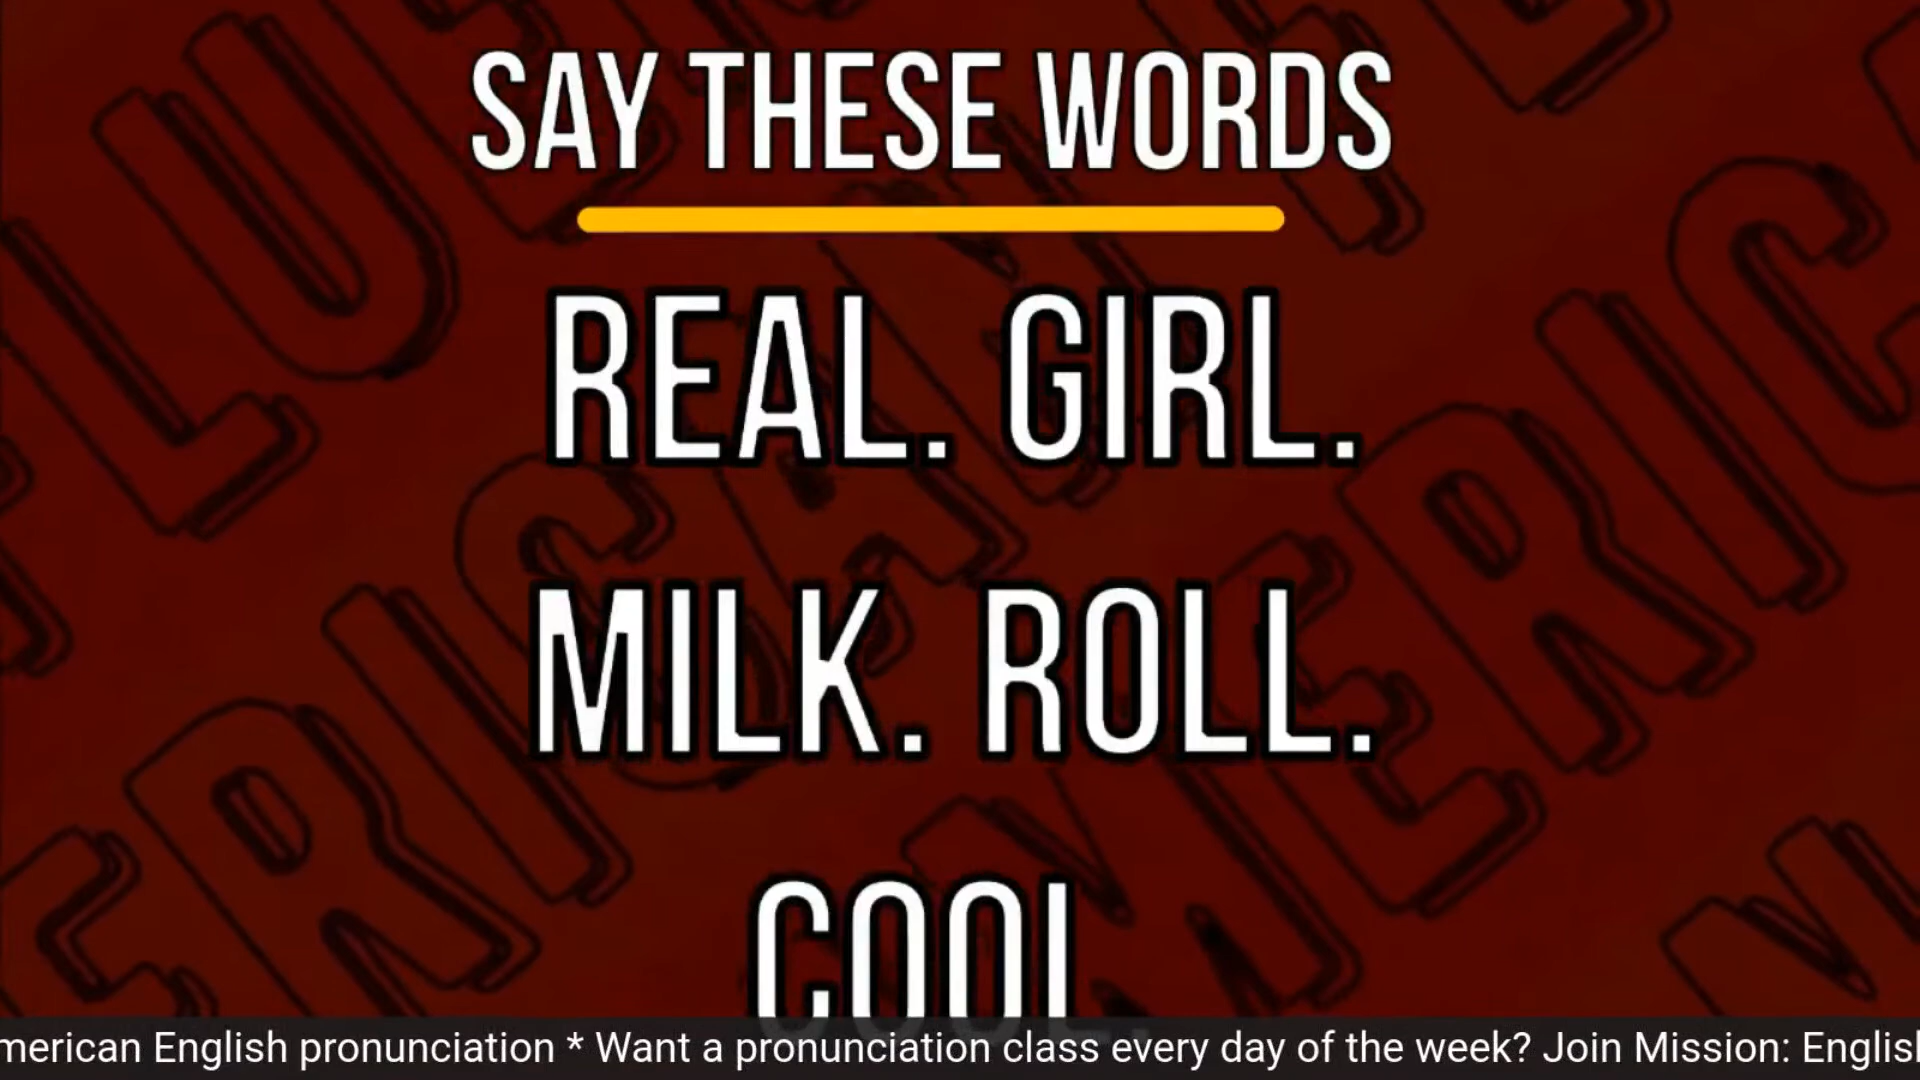 SAY THESE WORDS
REAL. GIRL.
MILK. ROLL.
COOL.
merican English pronunciation * Want a pronunciation class every day of the week? Join Mission: English